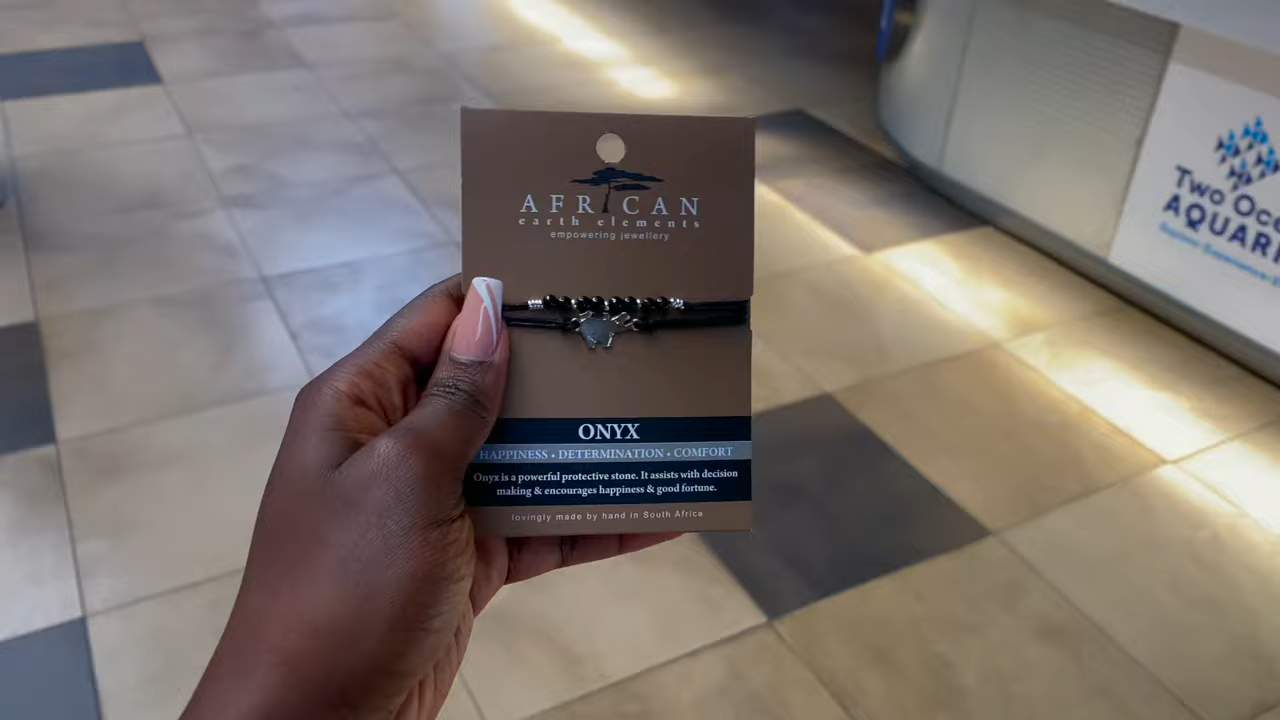 AFRICAN
earth elements
empowering jewellery
ONYX
HAPPINESS • DETERMINATION • COMFORT
Onyx is a powerful protective stone. It assists with decision
making & encourages happiness & good fortune.
lovingly made by hand in South Africa
Two
AQUAR